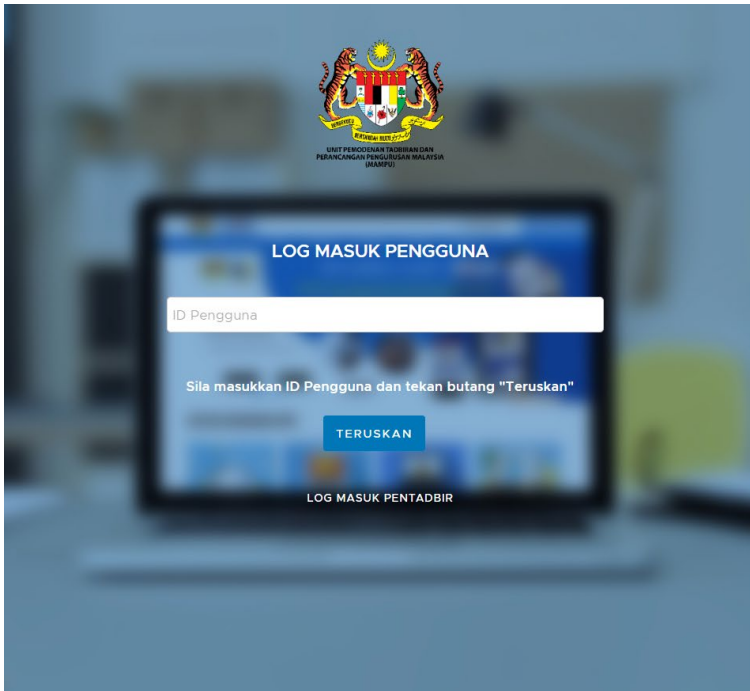 UNIT PEMODENAN TADBIRAN DAN
PERANCANGAN PENGURUSAN MALAYSIA
(MAMPU)
LOG MASUK PENGGUNA
ID Pengguna
Sila masukkan ID Pengguna dan tekan butang "Teruskan"
TERUSKAN
LOG MASUK PENTADBIR